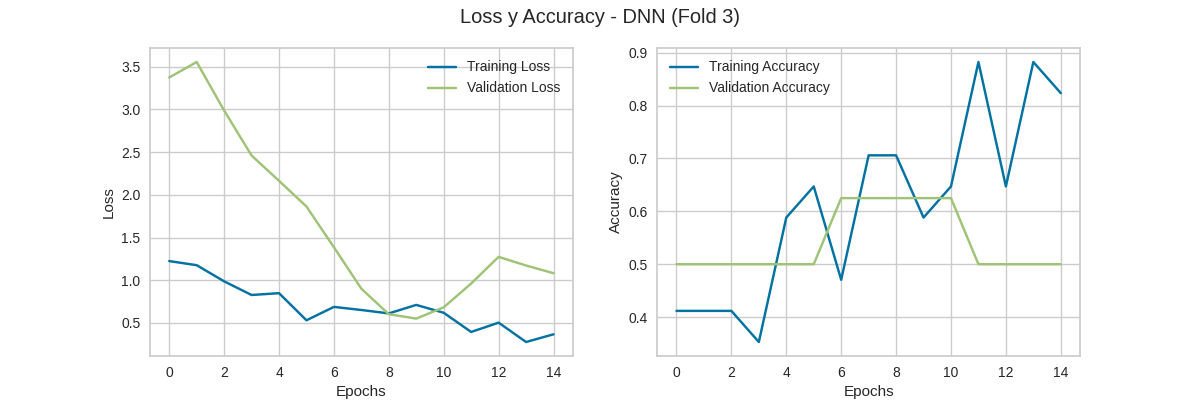 Loss y Accuracy - DNN (Fold 3)
Training Loss
Validation Loss
3.5
3.0
2.5
2.0
1.5
1.0
0.5
Loss
0 2 4 6 8 10 12 14
Epochs
Training Accuracy
Validation Accuracy
0.9
0.8
0.7
0.6
0.5
0.4
Accuracy
0 2 4 6 8 10 12 14
Epochs